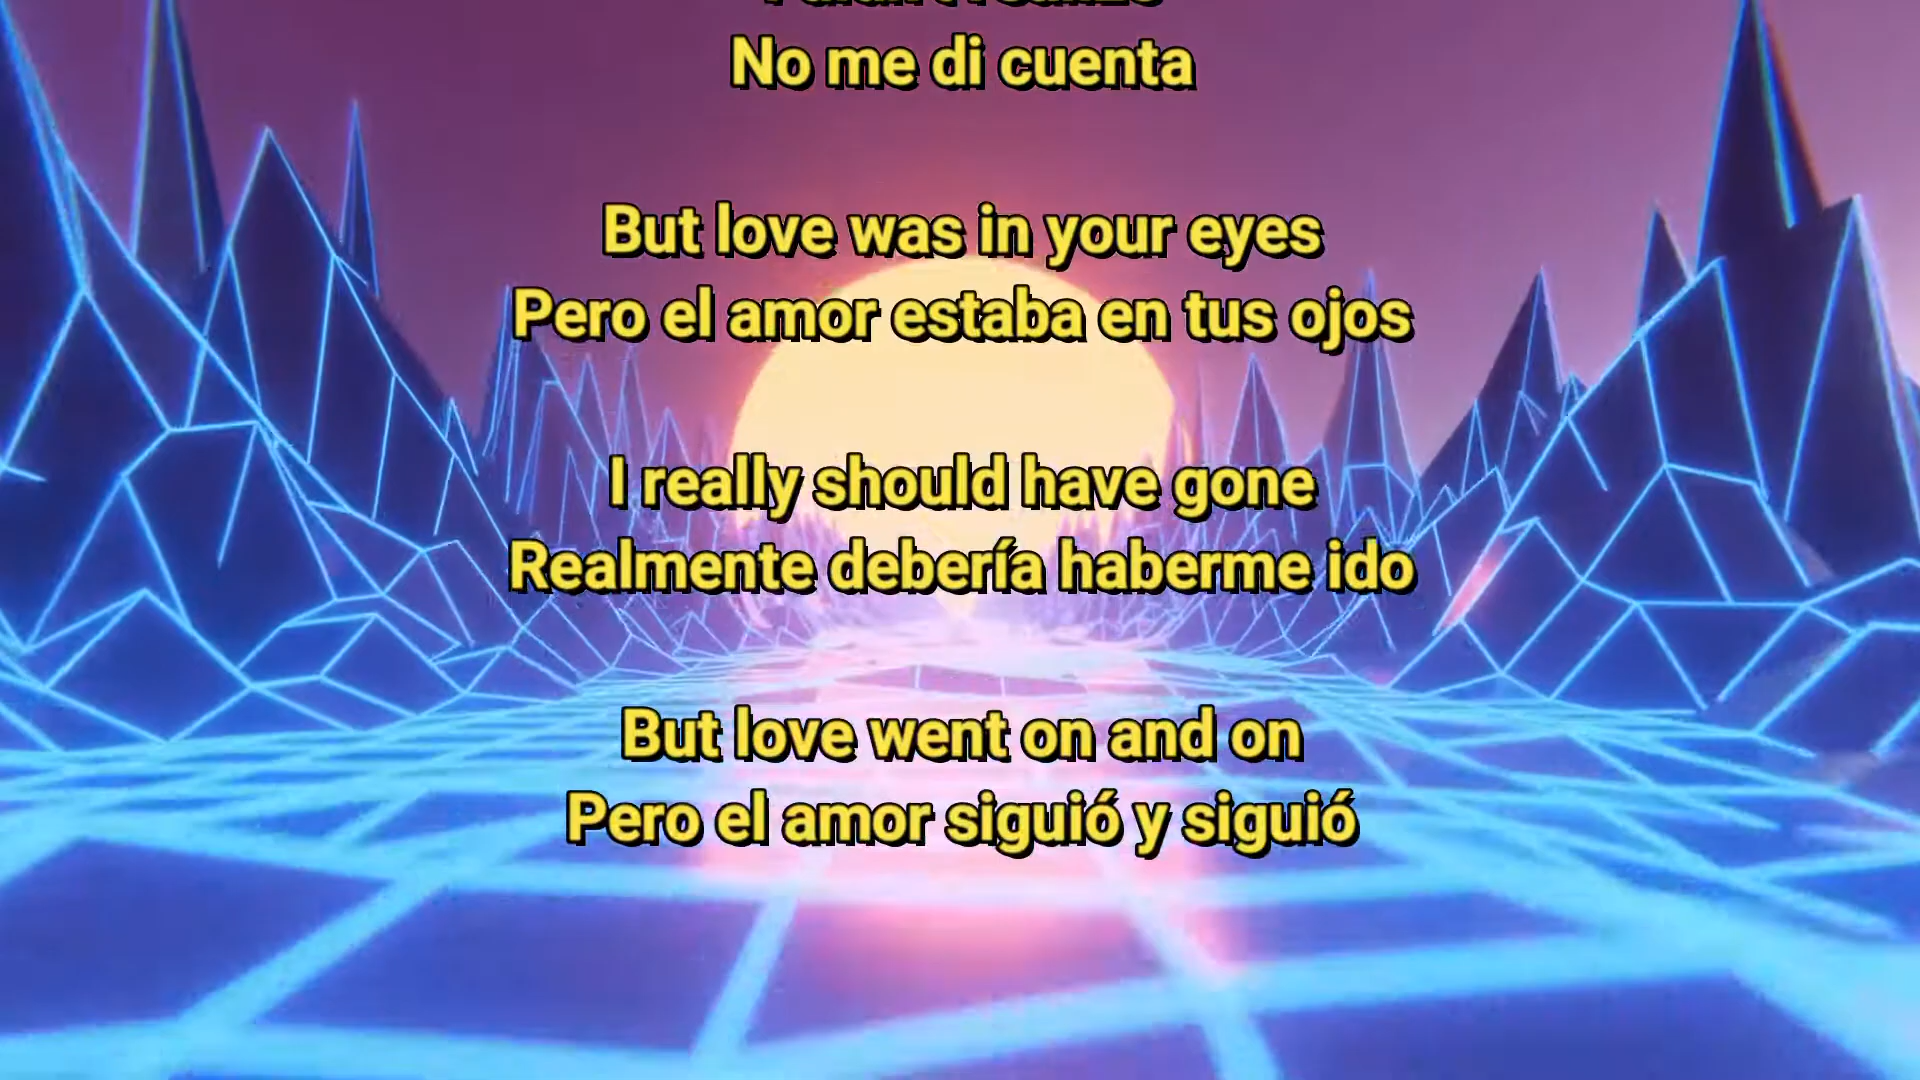 No me di cuenta
But love was in your eyes
Pero el amor estaba en tus ojos
I really should have gone
Realmente debería haberme ido
But love went on and on
Pero el amor siguió y siguió